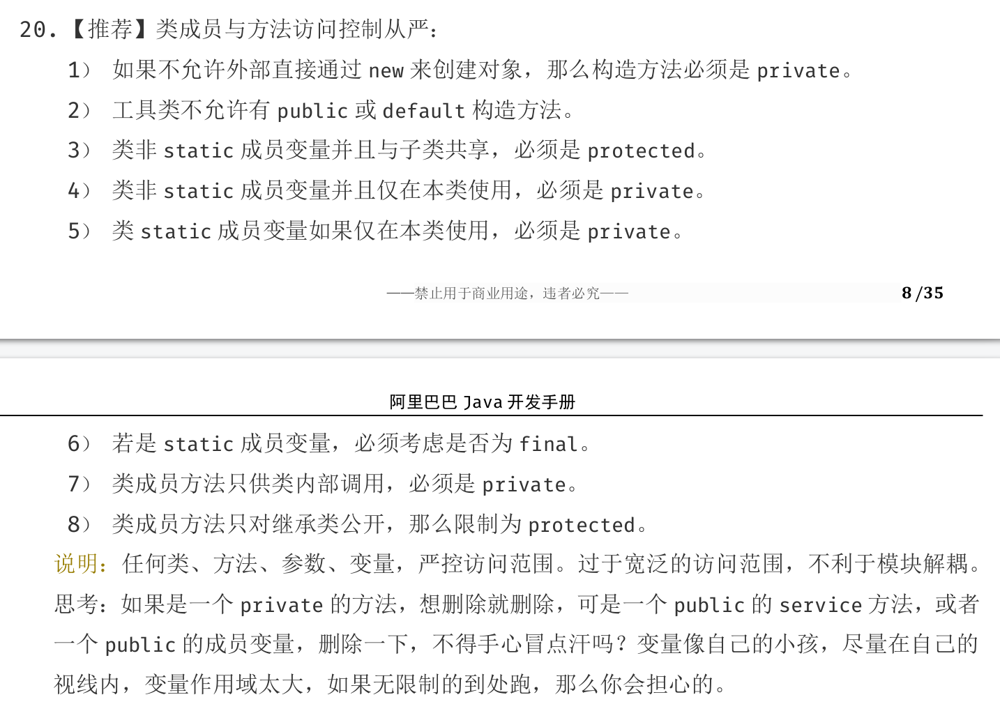 20.【推荐】类成员与方法访问控制从严：
1） 如果不允许外部直接通过 new 来创建对象，那么构造方法必须是 private。
2） 工具类不允许有 public 或 default 构造方法。
3） 类非 static 成员变量并且与子类共享，必须是 protected。
4） 类非 static 成员变量并且仅在本类使用，必须是 private。
5） 类 static 成员变量如果仅在本类使用，必须是 private。
——禁止用于商业用途，违者必究—— 8 /35
阿里巴巴 Java 开发手册
6） 若是 static 成员变量，必须考虑是否为 final。
7） 类成员方法只供类内部调用，必须是 private。
8） 类成员方法只对继承类公开，那么限制为 protected。
说明：任何类、方法、参数、变量，严控访问范围。过于宽泛的访问范围，不利于模块解耦。
思考：如果是一个 private 的方法，想删除就删除，可是一个 public 的 service 方法，或者
一个 public 的成员变量，删除一下，不得手心冒点汗吗？变量像自己的小孩，尽量在自己的
视线内，变量作用域太大，如果无限制的到处跑，那么你会担心的。